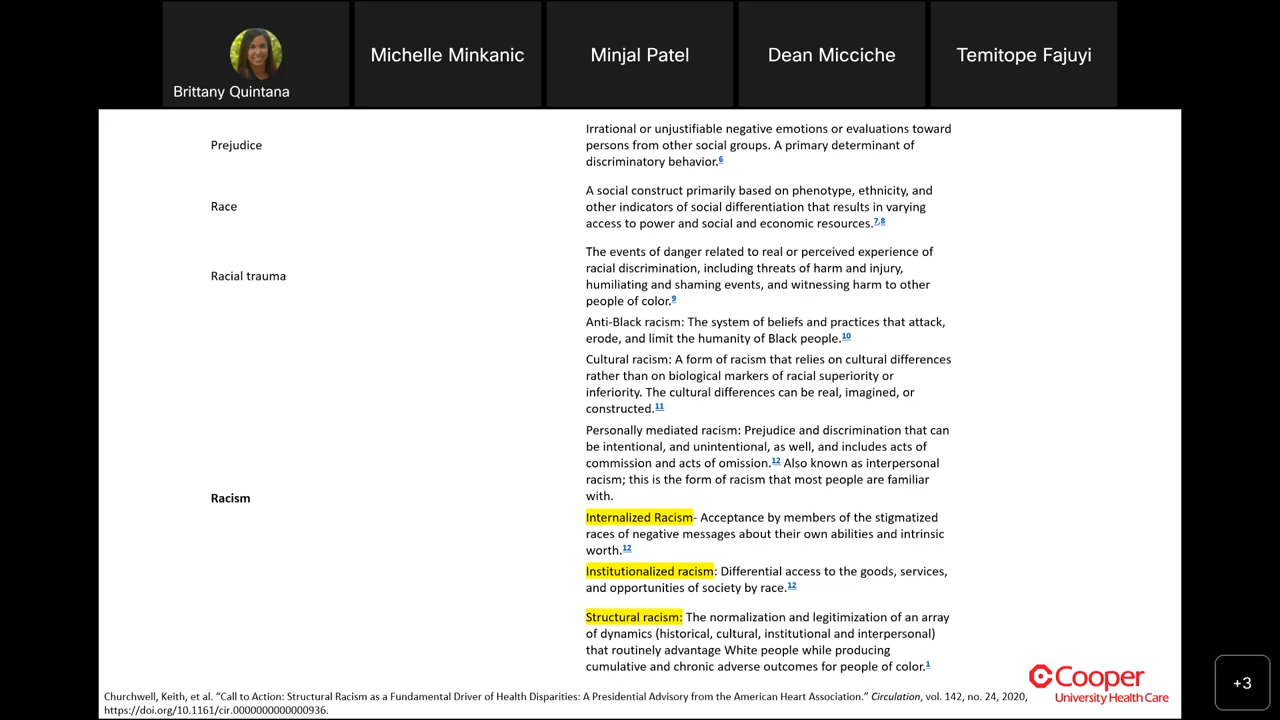 Brittany Quintana
Michelle Minkanic
Minjal Patel
Dean Micciche
Temitope Fajuyi
Prejudice
Irrational or unjustifiable negative emotions or evaluations toward
persons from other social groups. A primary determinant of
discriminatory behavior.6
Race
A social construct primarily based on phenotype, ethnicity, and
other indicators of social differentiation that results in varying
access to power and social and economic resources.7,8
Racial trauma
The events of danger related to real or perceived experience of
racial discrimination, including threats of harm and injury,
humiliating and shaming events, and witnessing harm to other
people of color.9
Racism
Anti-Black racism: The system of beliefs and practices that attack,
erode, and limit the humanity of Black people.10
Cultural racism: A form of racism that relies on cultural differences
rather than on biological markers of racial superiority or
inferiority. The cultural differences can be real, imagined, or
constructed.11
Personally mediated racism: Prejudice and discrimination that can
be intentional, and unintentional, as well, and includes acts of
commission and acts of omission.12 Also known as interpersonal
racism; this is the form of racism that most people are familiar
with.
Internalized Racism- Acceptance by members of the stigmatized
races of negative messages about their own abilities and intrinsic
worth.12
Institutionalized racism: Differential access to the goods, services,
and opportunities of society by race.12
Structural racism: The normalization and legitimization of an array
of dynamics (historical, cultural, institutional and interpersonal)
that routinely advantage White people while producing
cumulative and chronic adverse outcomes for people of color.1
Cooper
University Health Care
+3
Churchwell, Keith, et al. “Call to Action: Structural Racism as a Fundamental Driver of Health Disparities: A Presidential Advisory from the American Heart Association.” Circulation, vol. 142, no. 24, 2020,
https://doi.org/10.1161/cir.0000000000000936.